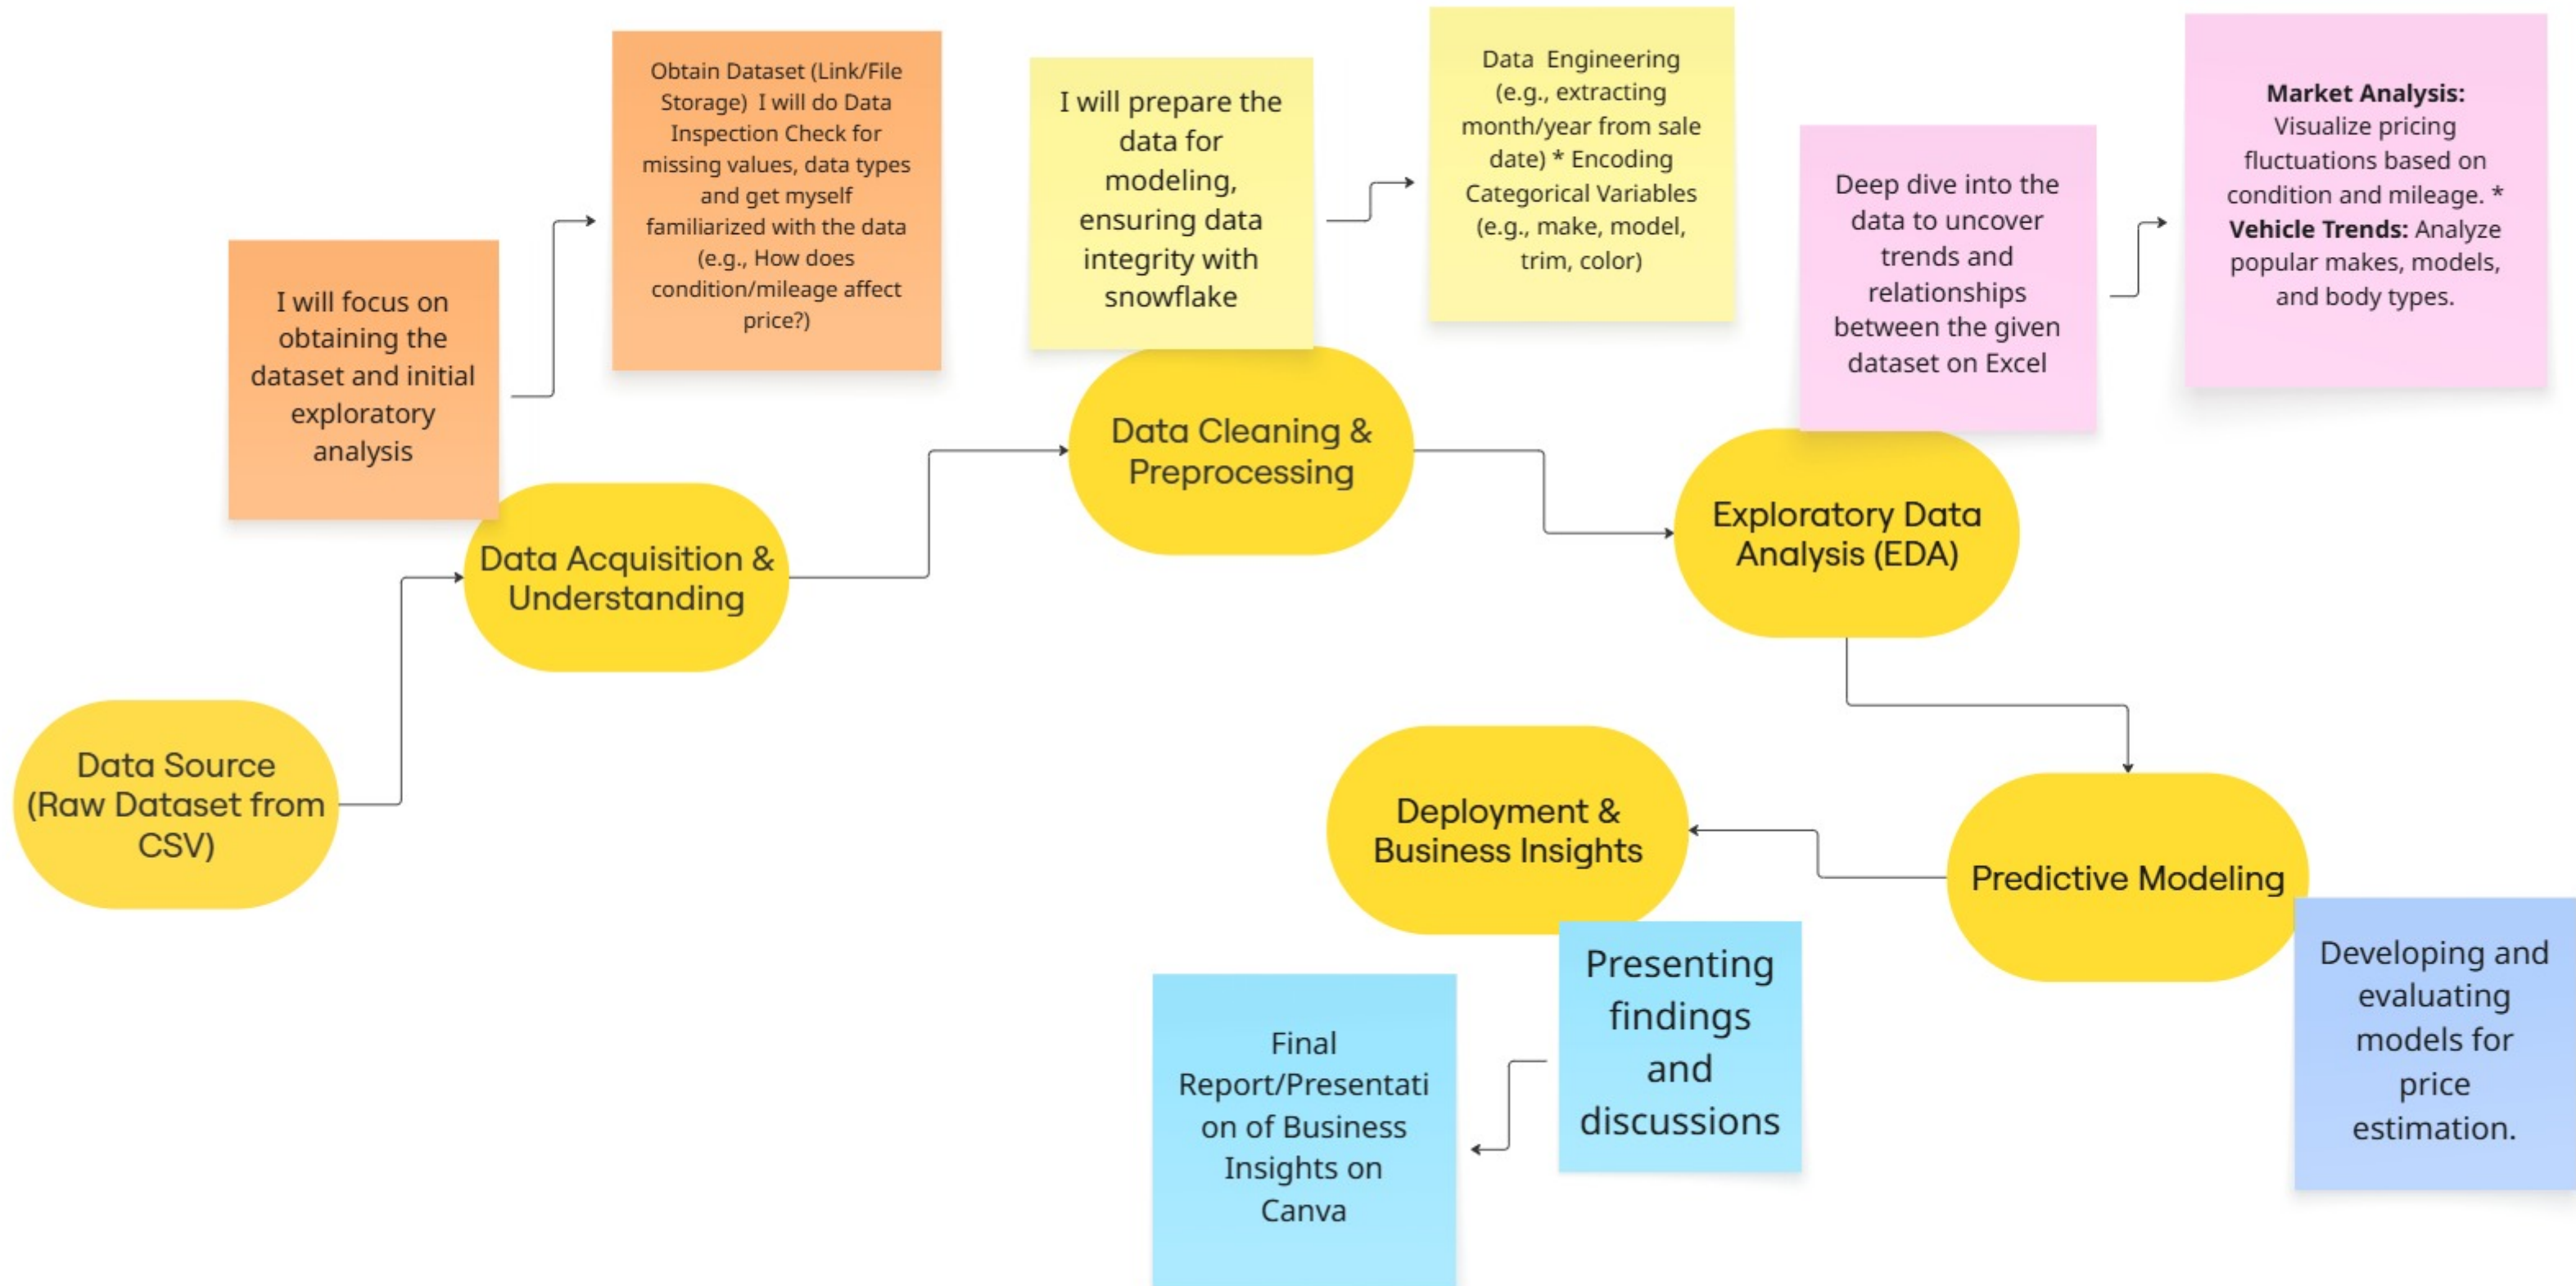 Data Source
(Raw Dataset from
CSV)
I will focus on
obtaining the
dataset and initial
exploratory
analysis
Obtain Dataset (Link/File
Storage)  I will do Data
Inspection Check for
missing values, data types
and get myself
familiarized with the data
(e.g., How does
condition/mileage affect
price?)
Data Acquisition &
Understanding
I will prepare the
data for
modeling,
ensuring data
integrity with
snowflake
Data  Engineering
(e.g., extracting
month/year from sale
date) * Encoding
Categorical Variables
(e.g., make, model,
trim, color)
Data Cleaning &
Preprocessing
Deep dive into the
data to uncover
trends and
relationships
between the given
dataset on Excel
Market Analysis:
Visualize pricing
fluctuations based on
condition and mileage. *
Vehicle Trends: Analyze
popular makes, models,
and body types.
Exploratory Data
Analysis (EDA)
Predictive Modeling
Developing and
evaluating
models for
price
estimation.
Deployment &
Business Insights
Presenting
findings
and
discussions
Final
Report/Presentati
on of Business
Insights on
Canva